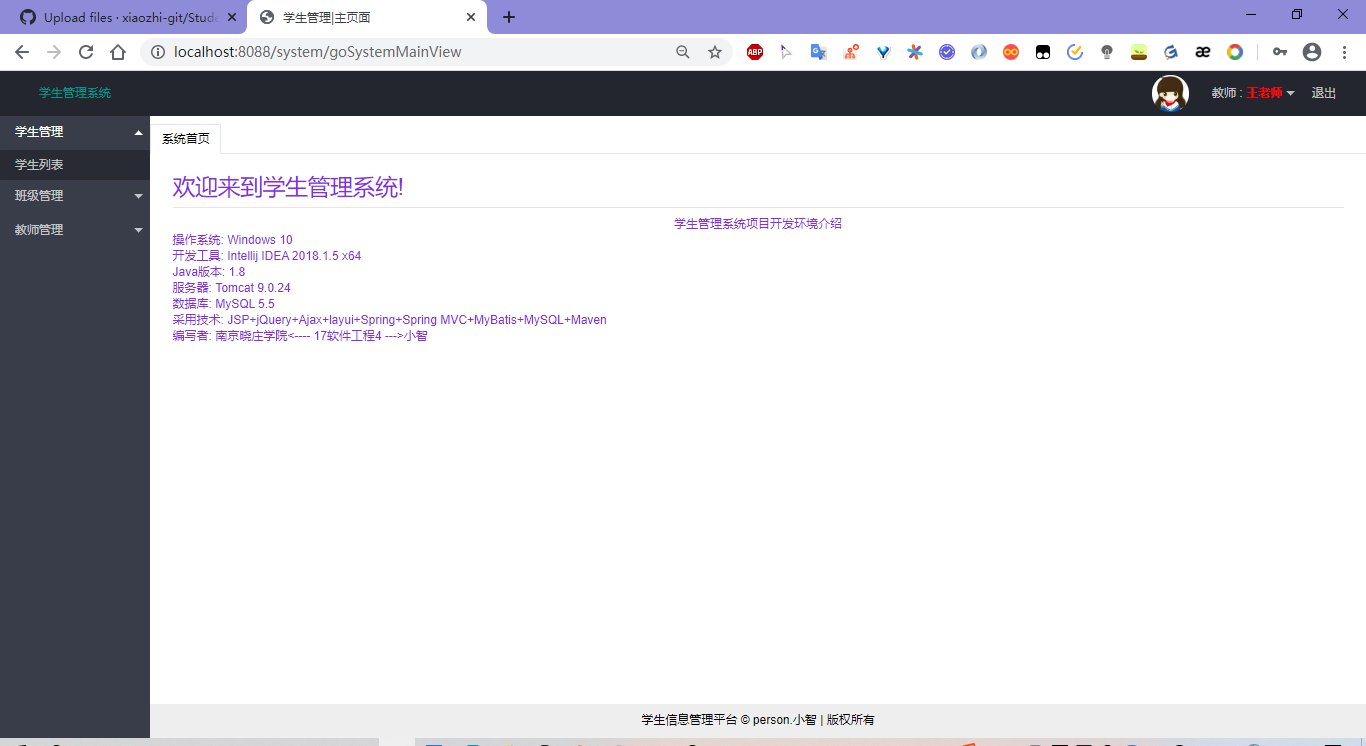 Upload files · xiaozhi-git/Stude
学生管理|主页面
localhost:8088/system/goSystemMainView
ABP
学生管理系统
教师 : 王老师
退出
学生管理
学生列表
班级管理
教师管理
系统首页
欢迎来到学生管理系统!
学生管理系统项目开发环境介绍
操作系统: Windows 10
开发工具: Intellij IDEA 2018.1.5 x64
Java版本: 1.8
服务器: Tomcat 9.0.24
数据库: MySQL 5.5
采用技术: JSP+jQuery+Ajax+layui+Spring+Spring MVC+MyBatis+MySQL+Maven
编写者: 南京晓庄学院<---- 17软件工程4 --->小智
学生信息管理平台 © person.小智 | 版权所有